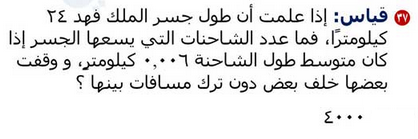 ٣٧ قياس: إذا علمت أن طول جسر الملك فهد ٢٤
كيلومترًا، فما عدد الشاحنات التي يسعها الجسر إذا
كان متوسط طول الشاحنة ٠,٠٠٦ كيلومتر، و وقفت
بعضها خلف بعض دون ترك مسافات بينها ؟
٤٠٠٠